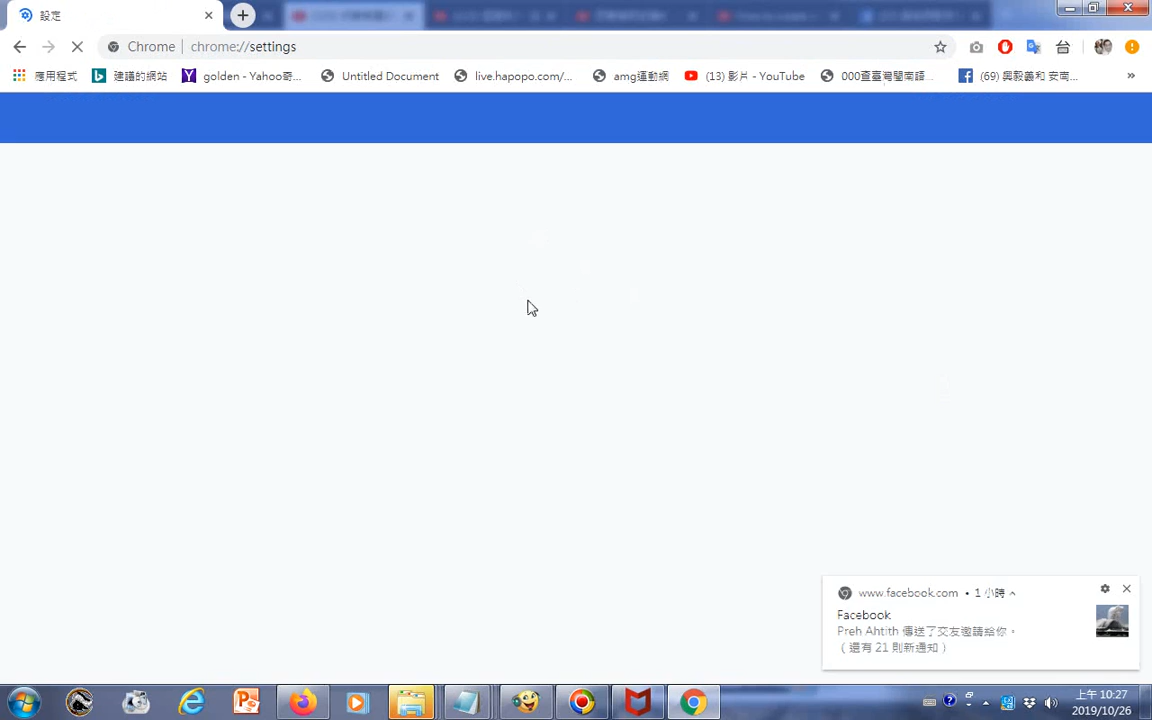 設定
Chrome
chrome://settings
應用程式
建議的網站
golden - Yahoo奇...
Untitled Document
live.hapopo.com/...
amg運動網
(13) 影片 - YouTube
000查臺灣閩南語...
(69) 興毅義和 安南...
www.facebook.com • 1 小時
Facebook
Preh Ahtith 傳送了交友邀請給你。
（還有 21 則新通知）
上午 10:27
2019/10/26